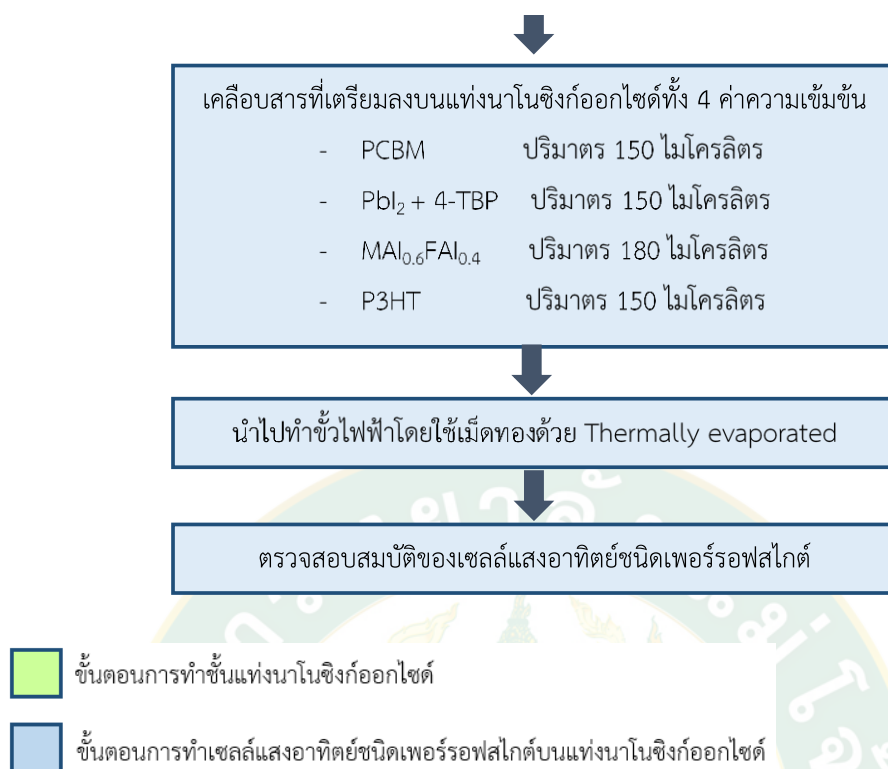 เคลือบสารที่เตรียมลงบนแท่งนาโนซิงก์ออกไซด์ทั้ง 4 ค่าความเข้มข้น
- PCBM ปริมาตร 150 ไมโครลิตร
- PbI₂ + 4-TBP ปริมาตร 150 ไมโครลิตร
- MAI₀.₆FAI₀.₄ ปริมาตร 180 ไมโครลิตร
- P3HT ปริมาตร 150 ไมโครลิตร
นำไปทำขั้วไฟฟ้าโดยใช้เม็ดทองด้วย Thermally evaporated
ตรวจสอบสมบัติของเซลล์แสงอาทิตย์ชนิดเพอร์รอฟสไกต์
ขั้นตอนการทำชั้นแท่งนาโนซิงก์ออกไซด์
ขั้นตอนการทำเซลล์แสงอาทิตย์ชนิดเพอร์รอฟสไกต์บนแท่งนาโนซิงก์ออกไซด์